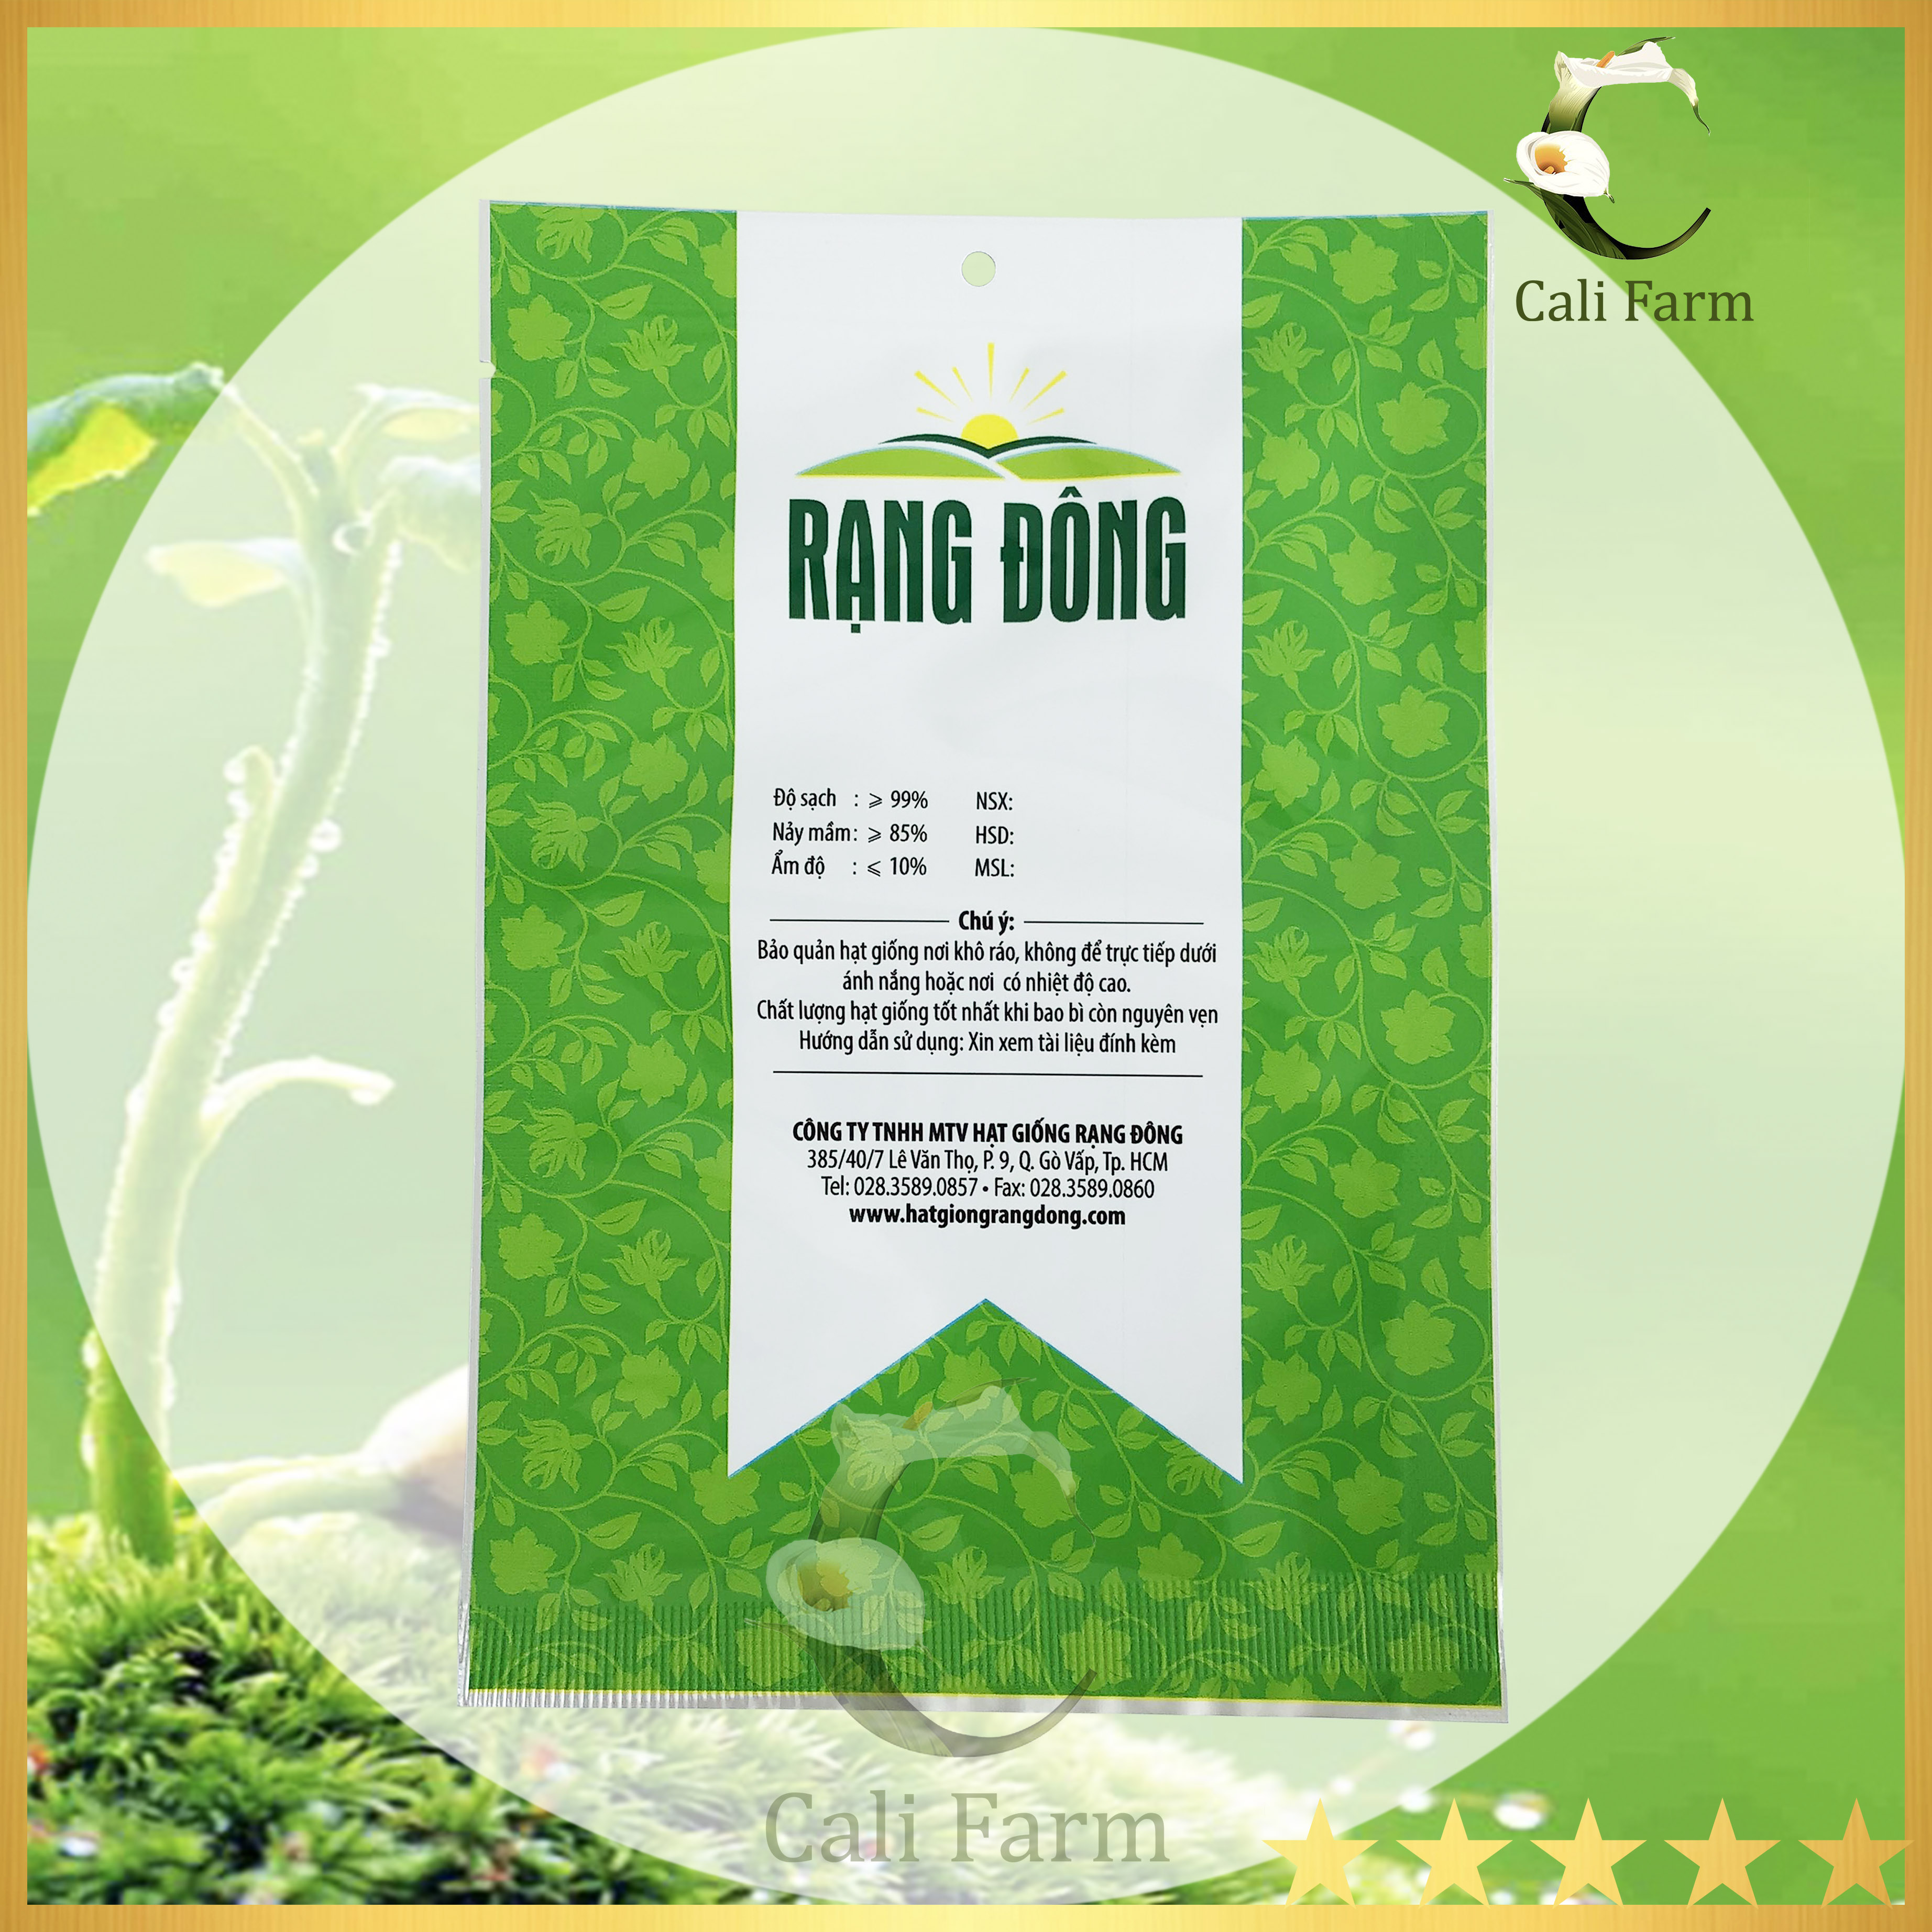 Cali Farm
RẠNG ĐÔNG
Độ sạch : ⩾ 99% NSX:
Nảy mầm: ⩾ 85% HSD:
Ẩm độ : ⩽ 10% MSL:
Chú ý:
Bảo quản hạt giống nơi khô ráo, không để trực tiếp dưới
ánh nắng hoặc nơi có nhiệt độ cao.
Chất lượng hạt giống tốt nhất khi bao bì còn nguyên vẹn
Hướng dẫn sử dụng: Xin xem tài liệu đính kèm
CÔNG TY TNHH MTV HẠT GIỐNG RẠNG ĐÔNG
385/40/7 Lê Văn Thọ, P. 9, Q. Gò Vấp, Tp. HCM
Tel: 028.3589.0857 • Fax: 028.3589.0860
www.hatgiongrangdong.com
Cali Farm